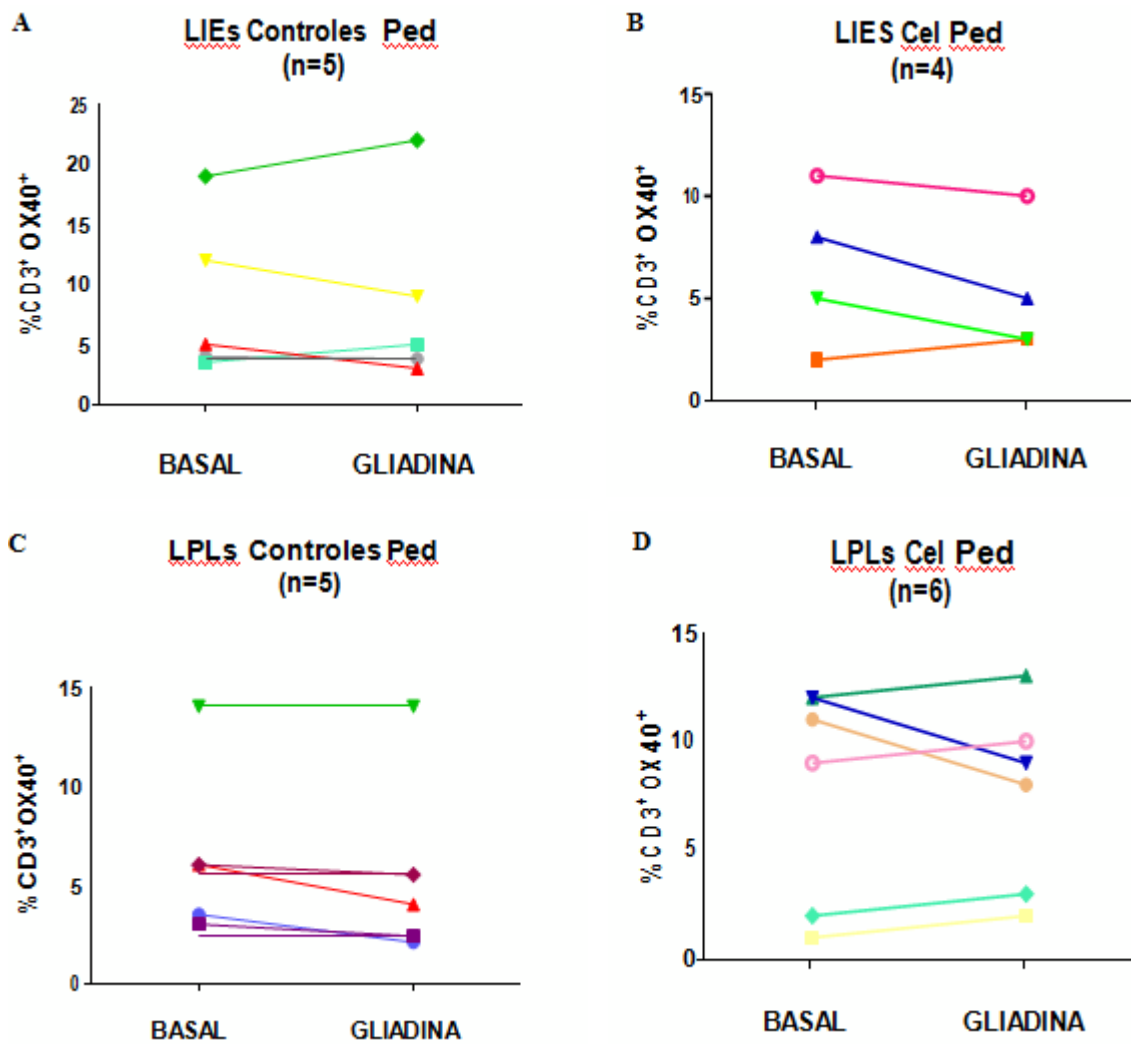 A
LIEs Controles Ped
(n=5)
%CD3⁺ OX40⁺
25
20
15
10
5
0
BASAL GLIADINA
B
LIES Cel Ped
(n=4)
%CD3⁺ OX40⁺
15
10
5
0
BASAL GLIADINA
C
LPLs Controles Ped
(n=5)
%CD3⁺OX40⁺
15
10
5
0
BASAL GLIADINA
D
LPLs Cel Ped
(n=6)
%CD3⁺ OX40⁺
15
10
5
0
BASAL GLIADINA